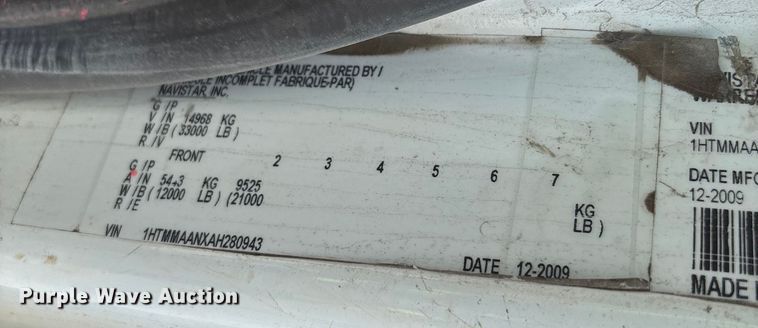 VEHICLE MANUFACTURED BY /
INCOMPLET FABRIQUE-PAR)
NAVISTAR, INC.
G / P
V / N 14968 KG
W / B ( 33000 LB )
R / V
FRONT 2 3 4 5 6 7
G / P
A / N 5443 KG 9525 KG
W / B ( 12000 LB ) (21000 LB )
R / E
VIN 1HTMMAANXAH280943
DATE 12-2009
VIN
1HTMMAA
DATE MFG
12-2009
MADE
Purple Wave Auction